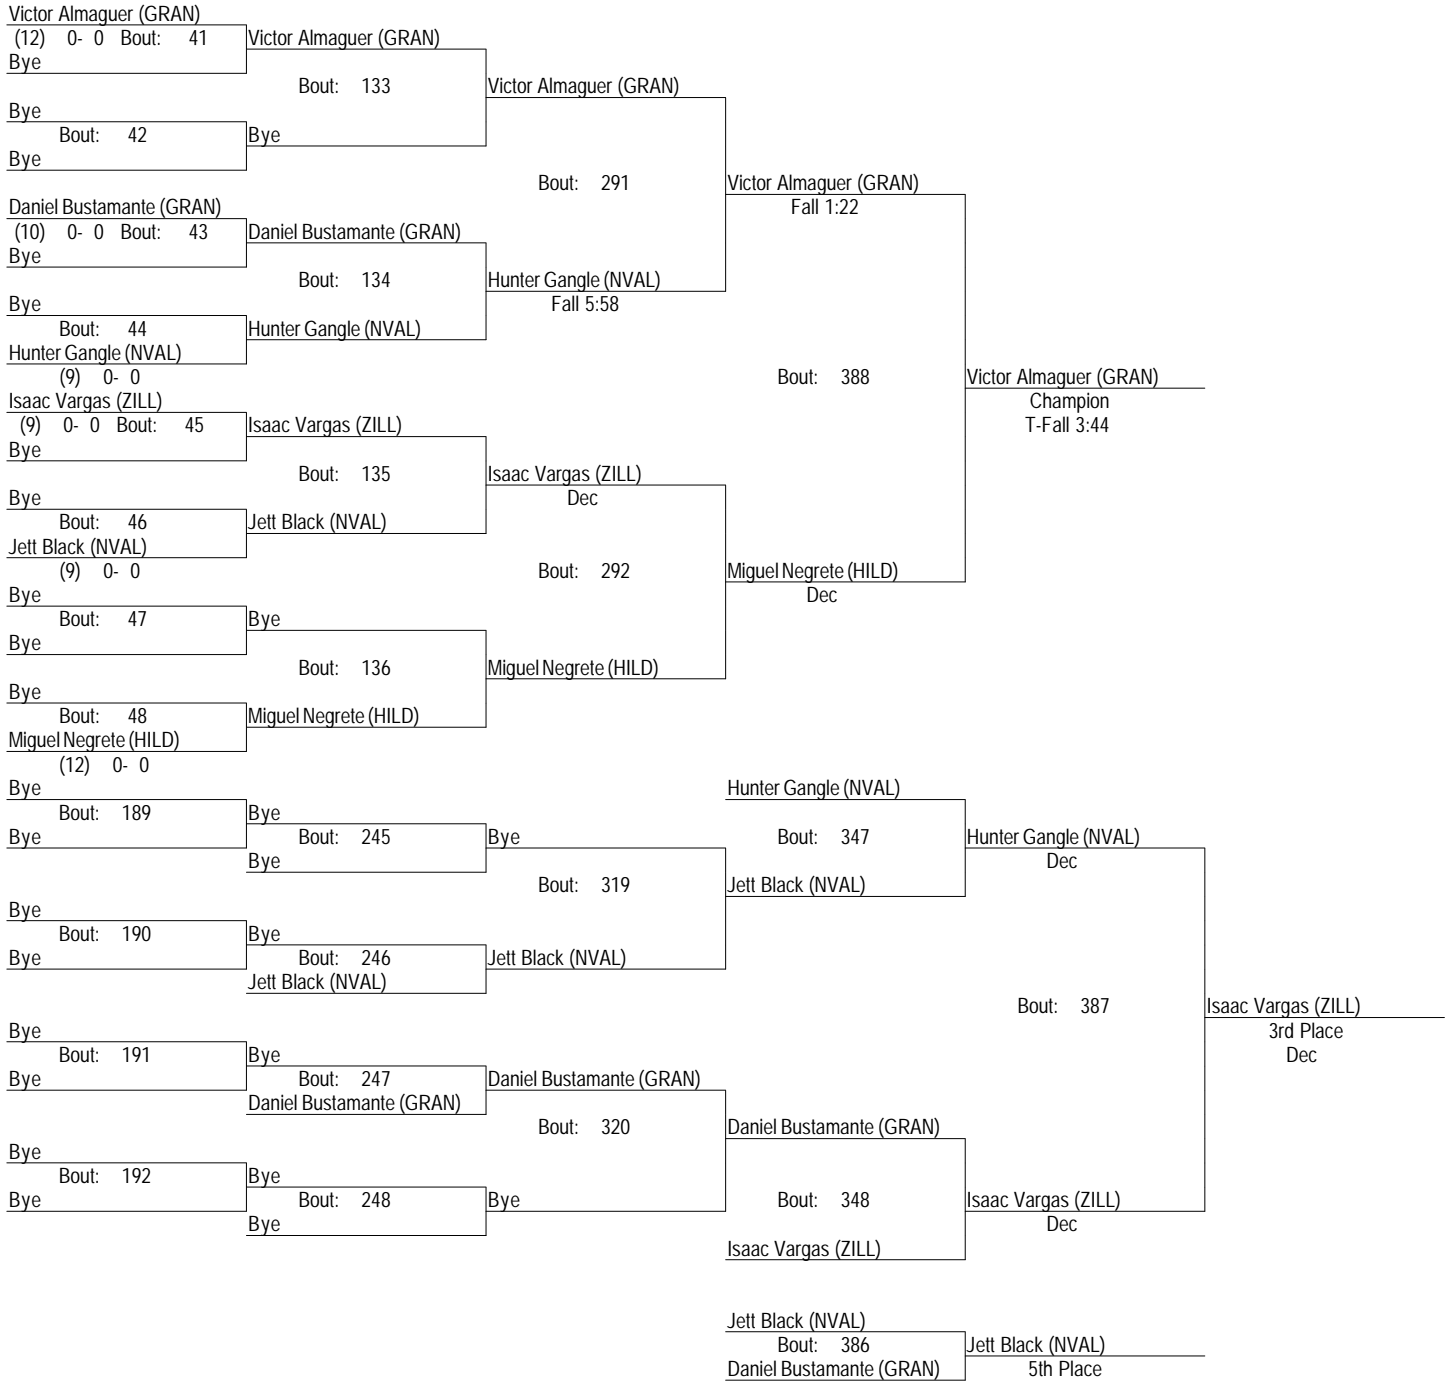 Victor Almaguer (GRAN)
(12) 0- 0 Bout: 41 Victor Almaguer (GRAN)
Bye
Bout: 133 Victor Almaguer (GRAN)
Bye
Bout: 42 Bye
Bye
Bout: 291 Victor Almaguer (GRAN)
Fall 1:22
Daniel Bustamante (GRAN)
(10) 0- 0 Bout: 43 Daniel Bustamante (GRAN)
Bye
Bout: 134 Hunter Gangle (NVAL)
Bye Fall 5:58
Bout: 44 Hunter Gangle (NVAL)
Hunter Gangle (NVAL)
(9) 0- 0 Bout: 388 Victor Almaguer (GRAN)
Isaac Vargas (ZILL) Champion
(9) 0- 0 Bout: 45 Isaac Vargas (ZILL) T-Fall 3:44
Bye
Bout: 135 Isaac Vargas (ZILL)
Bye Dec
Bout: 46 Jett Black (NVAL)
Jett Black (NVAL)
(9) 0- 0 Bout: 292 Miguel Negrete (HILD)
Bye Dec
Bout: 47 Bye
Bye
Bout: 136 Miguel Negrete (HILD)
Bye
Bout: 48 Miguel Negrete (HILD)
Miguel Negrete (HILD)
(12) 0- 0
Bye Hunter Gangle (NVAL)
Bout: 189 Bye
Bye Bout: 245 Bye Bout: 347 Hunter Gangle (NVAL)
Bye Dec
Bout: 319 Jett Black (NVAL)
Bye
Bout: 190 Bye
Bye Bout: 246 Jett Black (NVAL)
Jett Black (NVAL)
Bout: 387 Isaac Vargas (ZILL)
Bye 3rd Place
Bout: 191 Bye Dec
Bye Bout: 247 Daniel Bustamante (GRAN)
Daniel Bustamante (GRAN)
Bout: 320 Daniel Bustamante (GRAN)
Bye
Bout: 192 Bye
Bye Bout: 248 Bye Bout: 348 Isaac Vargas (ZILL)
Bye Dec
Isaac Vargas (ZILL)
Jett Black (NVAL)
Bout: 386 Jett Black (NVAL)
Daniel Bustamante (GRAN) 5th Place